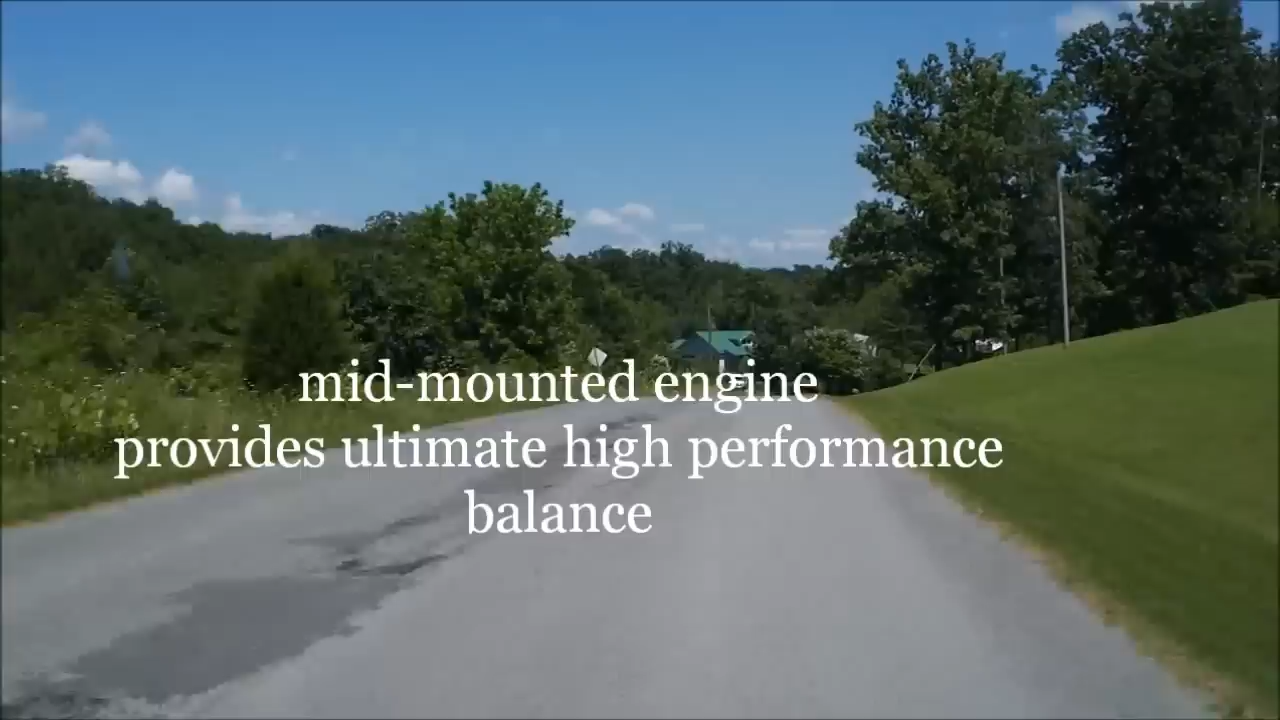 mid-mounted engine
provides ultimate high performance
balance